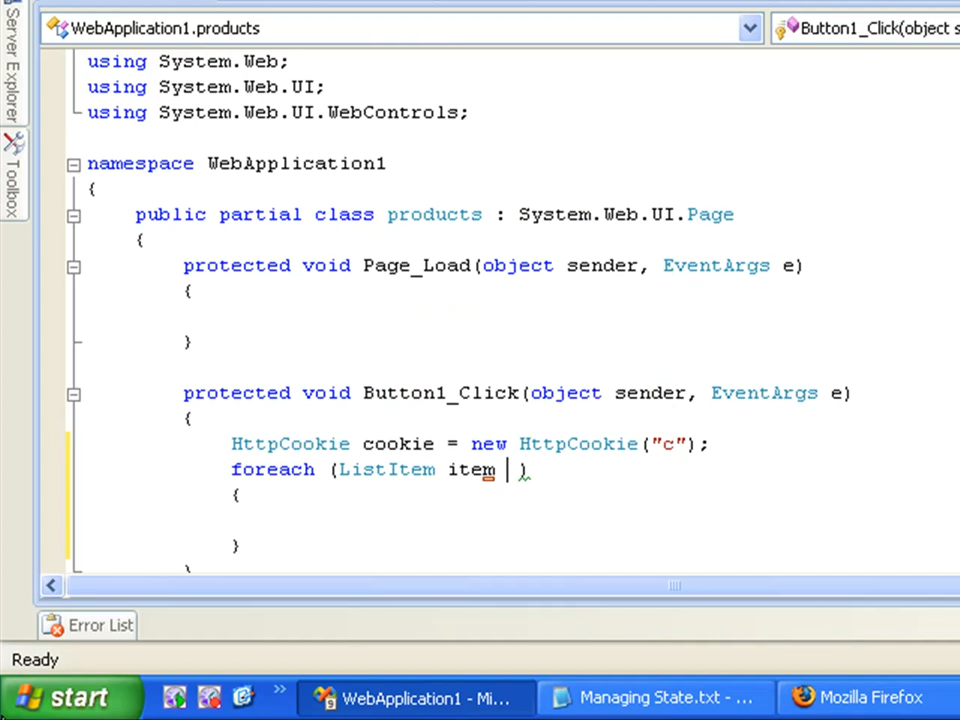 Server Explorer
Toolbox
WebApplication1.products
Button1_Click(object s
using System.Web;
using System.Web.UI;
using System.Web.UI.WebControls;
namespace WebApplication1
{
public partial class products : System.Web.UI.Page
{
protected void Page_Load(object sender, EventArgs e)
{
}
protected void Button1_Click(object sender, EventArgs e)
{
HttpCookie cookie = new HttpCookie("c");
foreach (ListItem item )
{
}
}
Error List
Ready
start
WebApplication1 - Mi...
Managing State.txt - ...
Mozilla Firefox